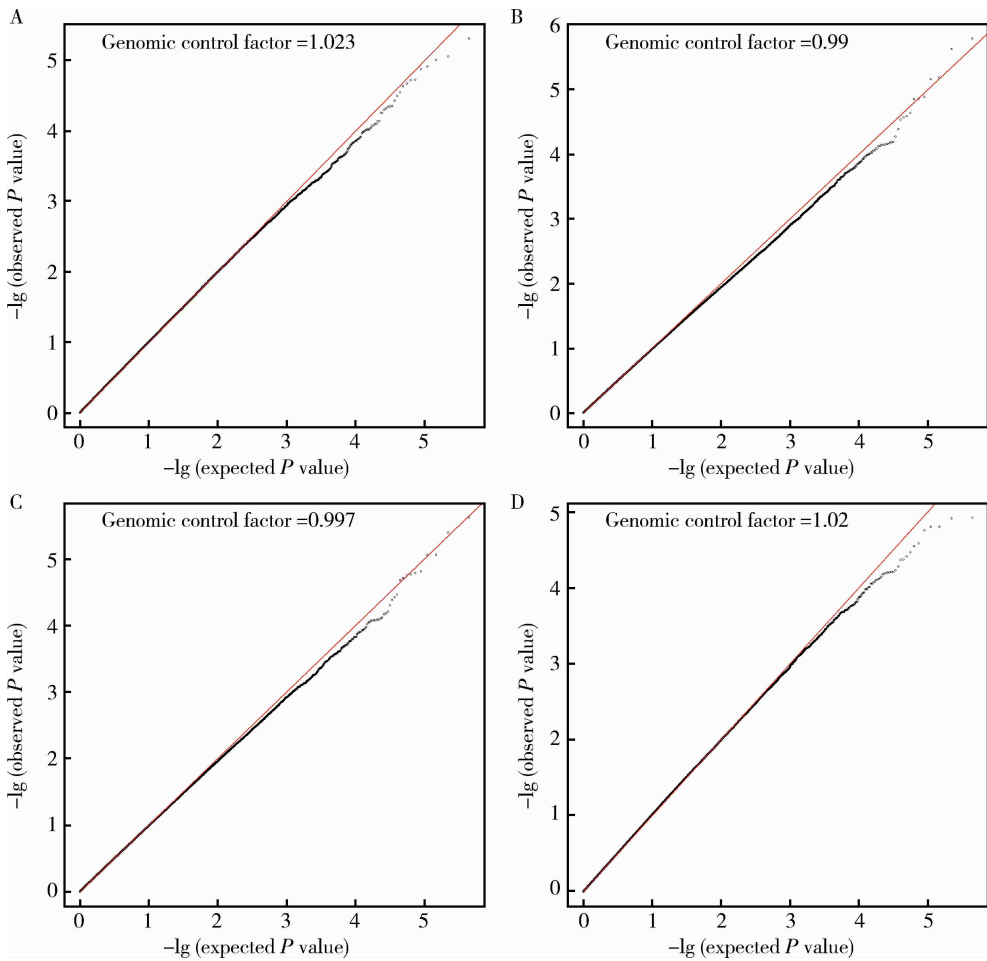 A
Genomic control factor =1.023
5
4
3
2
1
0
–lg (observed P value)
0 1 2 3 4 5
–lg (expected P value)
B
Genomic control factor =0.99
6
5
4
3
2
1
0
–lg (observed P value)
0 1 2 3 4 5
–lg (expected P value)
C
Genomic control factor =0.997
5
4
3
2
1
0
–lg (observed P value)
0 1 2 3 4 5
–lg (expected P value)
D
Genomic control factor =1.02
5
4
3
2
1
0
–lg (observed P value)
0 1 2 3 4 5
–lg (expected P value)